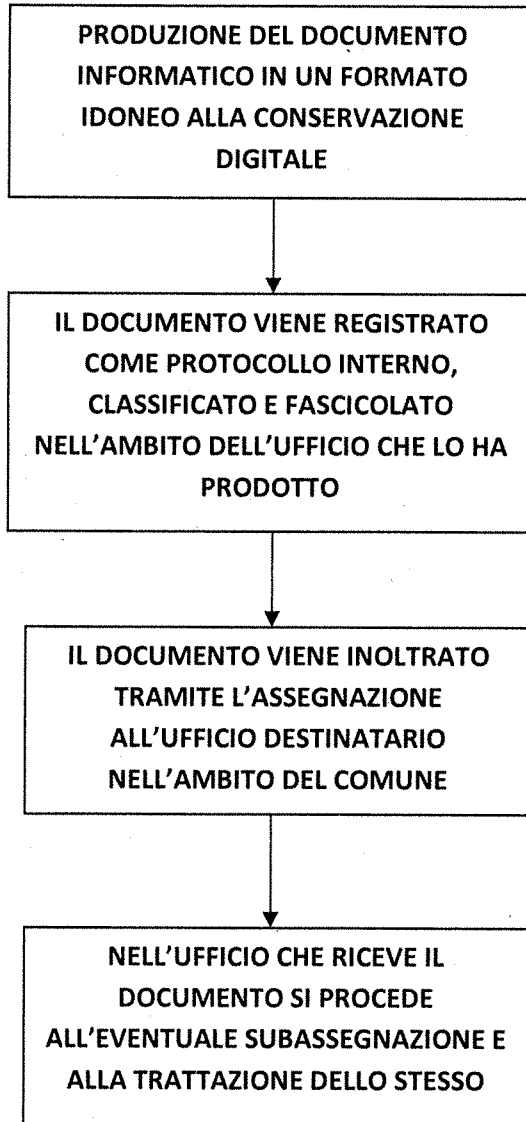 PRODUZIONE DEL DOCUMENTO
INFORMATICO IN UN FORMATO
IDONEO ALLA CONSERVAZIONE
DIGITALE
IL DOCUMENTO VIENE REGISTRATO
COME PROTOCOLLO INTERNO,
CLASSIFICATO E FASCICOLATO
NELL'AMBITO DELL'UFFICIO CHE LO HA
PRODOTTO
IL DOCUMENTO VIENE INOLTRATO
TRAMITE L'ASSEGNAZIONE
ALL'UFFICIO DESTINATARIO
NELL'AMBITO DEL COMUNE
NELL'UFFICIO CHE RICEVE IL
DOCUMENTO SI PROCEDE
ALL'EVENTUALE SUBASSEGNAZIONE E
ALLA TRATTAZIONE DELLO STESSO